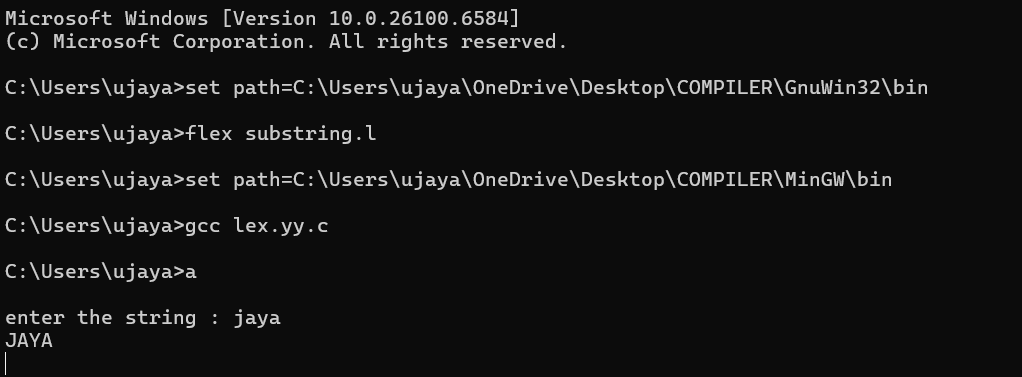 Microsoft Windows [Version 10.0.26100.6584]
(c) Microsoft Corporation. All rights reserved.
C:\Users\ujaya>set path=C:\Users\ujaya\OneDrive\Desktop\COMPILER\GnuWin32\bin
C:\Users\ujaya>flex substring.l
C:\Users\ujaya>set path=C:\Users\ujaya\OneDrive\Desktop\COMPILER\MinGW\bin
C:\Users\ujaya>gcc lex.yy.c
C:\Users\ujaya>a
enter the string : jaya
JAYA